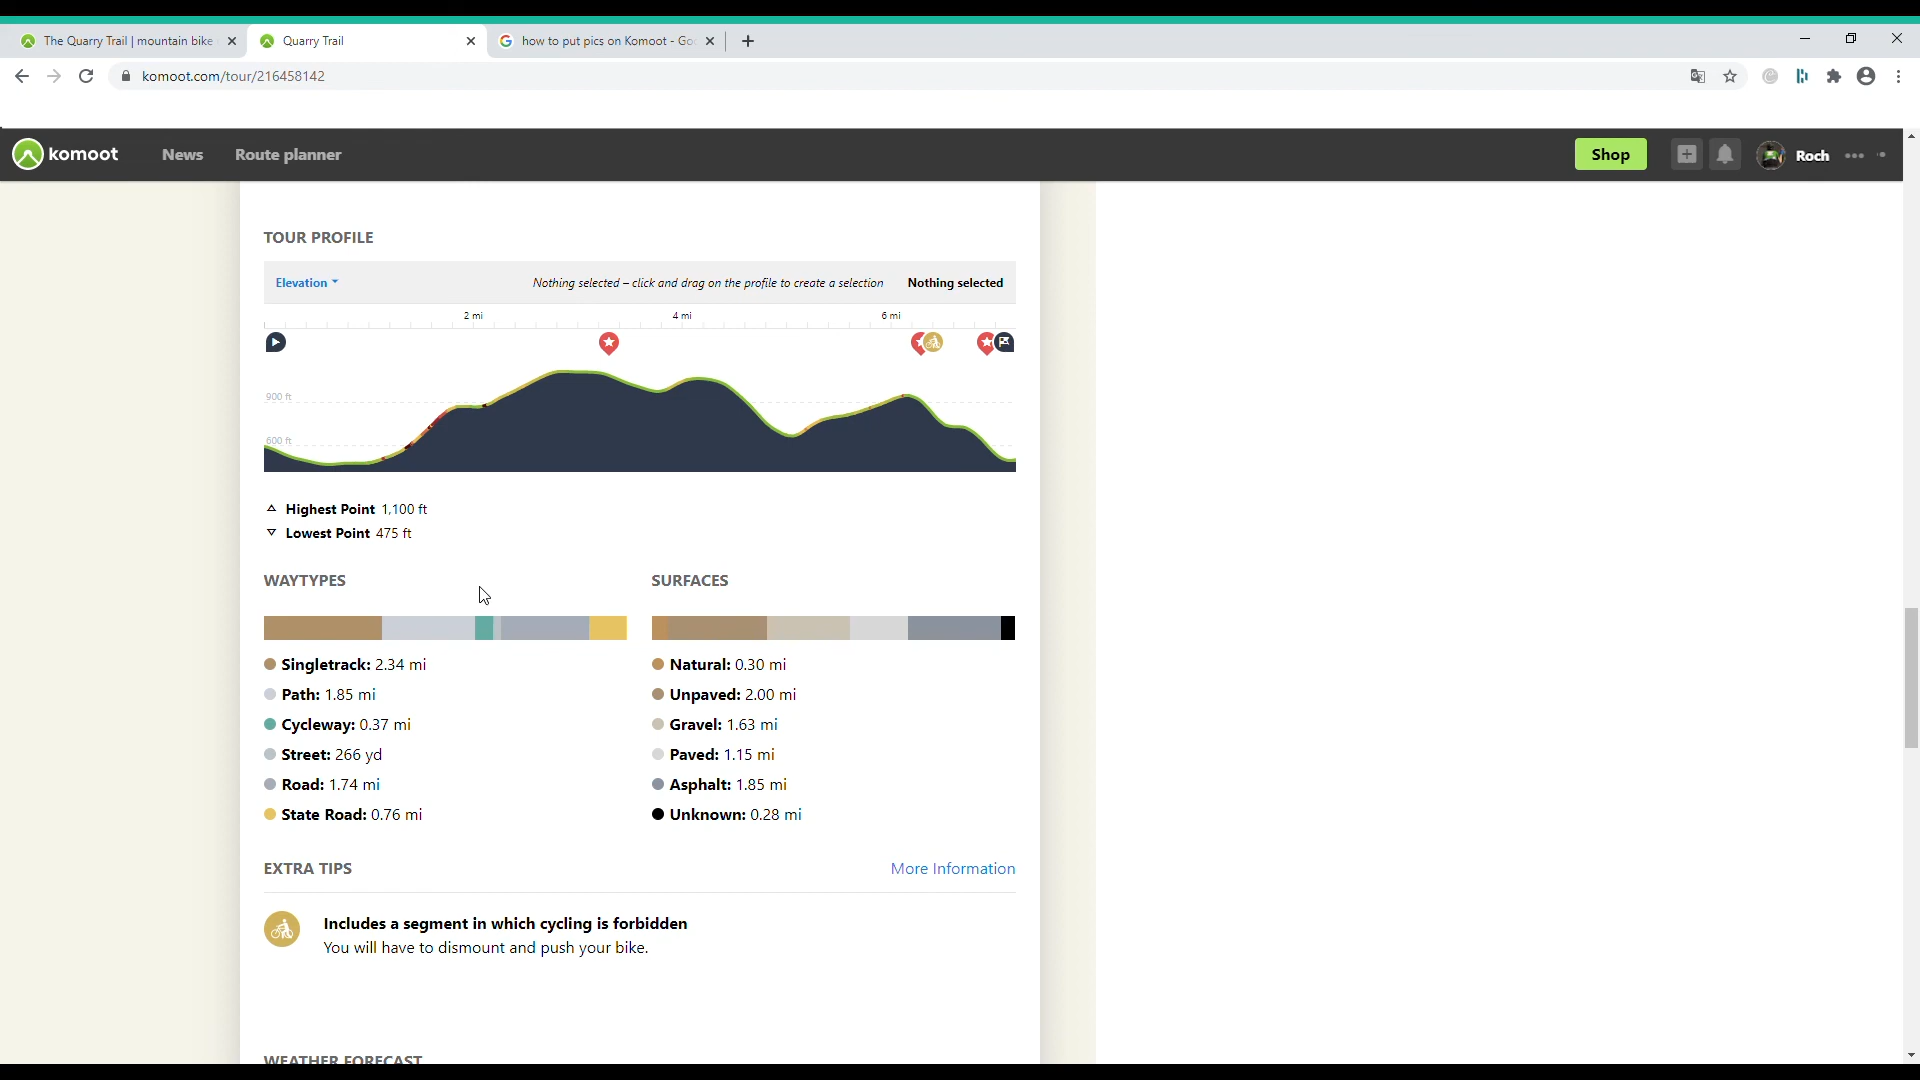 The Quarry Trail | mountain bike
Quarry Trail
how to put pics on Komoot - Go
komoot.com/tour/216458142
komoot
News
Route planner
Shop
Roch
TOUR PROFILE
Elevation
Nothing selected – click and drag on the profile to create a selection
Nothing selected
2 mi
4 mi
6 mi
900 ft
600 ft
Highest Point 1,100 ft
Lowest Point 475 ft
WAYTYPES
Singletrack: 2.34 mi
Path: 1.85 mi
Cycleway: 0.37 mi
Street: 266 yd
Road: 1.74 mi
State Road: 0.76 mi
SURFACES
Natural: 0.30 mi
Unpaved: 2.00 mi
Gravel: 1.63 mi
Paved: 1.15 mi
Asphalt: 1.85 mi
Unknown: 0.28 mi
EXTRA TIPS
More Information
Includes a segment in which cycling is forbidden
You will have to dismount and push your bike.
WEATHER FORECAST